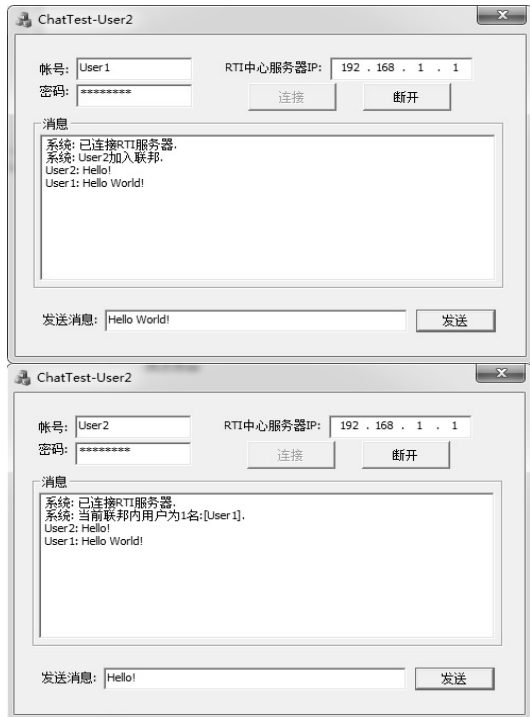 ChatTest-User2
帐号: User1 RTI中心服务器IP: 192 . 168 . 1 . 1
密码: ******** 连接 断开
消息
系统: 已连接RTI服务器.
系统: User2加入联邦.
User2: Hello!
User1: Hello World!
发送消息: Hello World! 发送
ChatTest-User2
帐号: User2 RTI中心服务器IP: 192 . 168 . 1 . 1
密码: ******** 连接 断开
消息
系统: 已连接RTI服务器.
系统: 当前联邦内用户为1名:[User1].
User2: Hello!
User1: Hello World!
发送消息: Hello! 发送